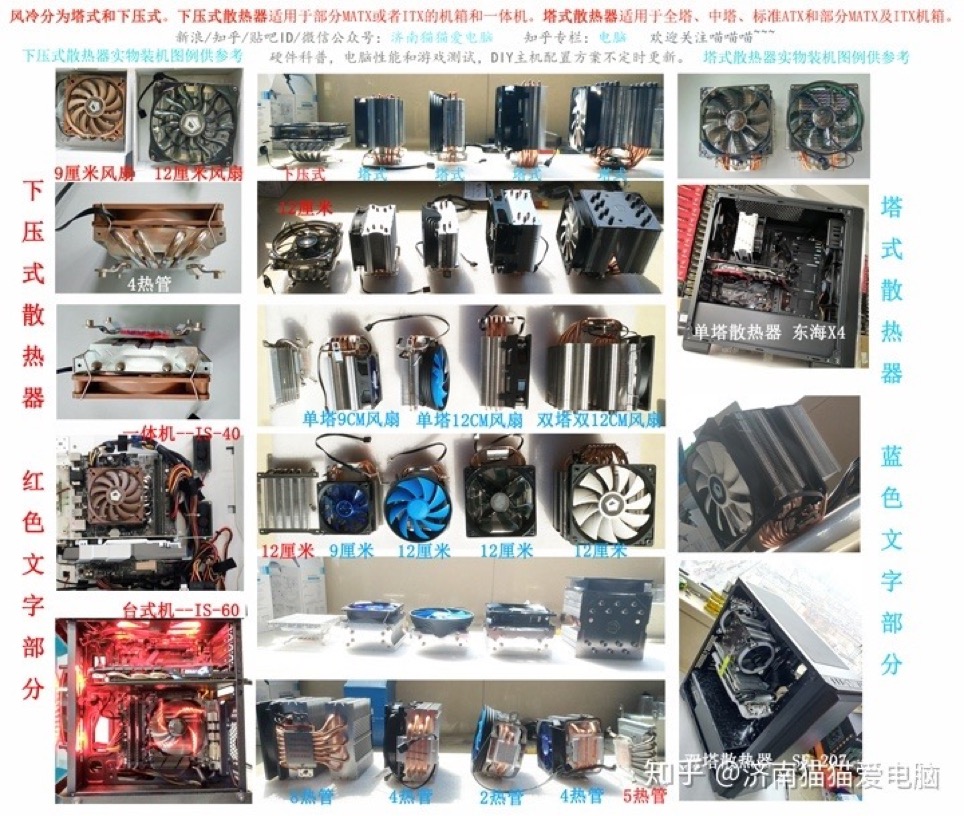 风冷分为塔式和下压式。下压式散热器适用于部分MATX或者ITX的机箱和一体机。塔式散热器适用于全塔、中塔、标准ATX和部分MATX及ITX机箱。
新浪/知乎/贴吧ID/微信公众号：济南猫猫爱电脑 知乎专栏：电脑 欢迎关注喵喵喵~~~
下压式散热器实物装机图例供参考 硬件科普，电脑性能和游戏测试，DIY主机配置方案不定时更新。 塔式散热器实物装机图例供参考
9厘米风扇 12厘米风扇
下压式 塔式 塔式 塔式 塔式
下压式散热器
红色文字部分
4热管
一体机--IS-40
台式机--IS-60
12厘米
单塔9CM风扇 单塔12CM风扇 双塔双12CM风扇
12厘米 9厘米 12厘米 12厘米 12厘米
4热管 2热管 4热管 5热管
塔式散热器
蓝色文字部分
单塔散热器 东海X4
双塔散热器
知乎 @济南猫猫爱电脑